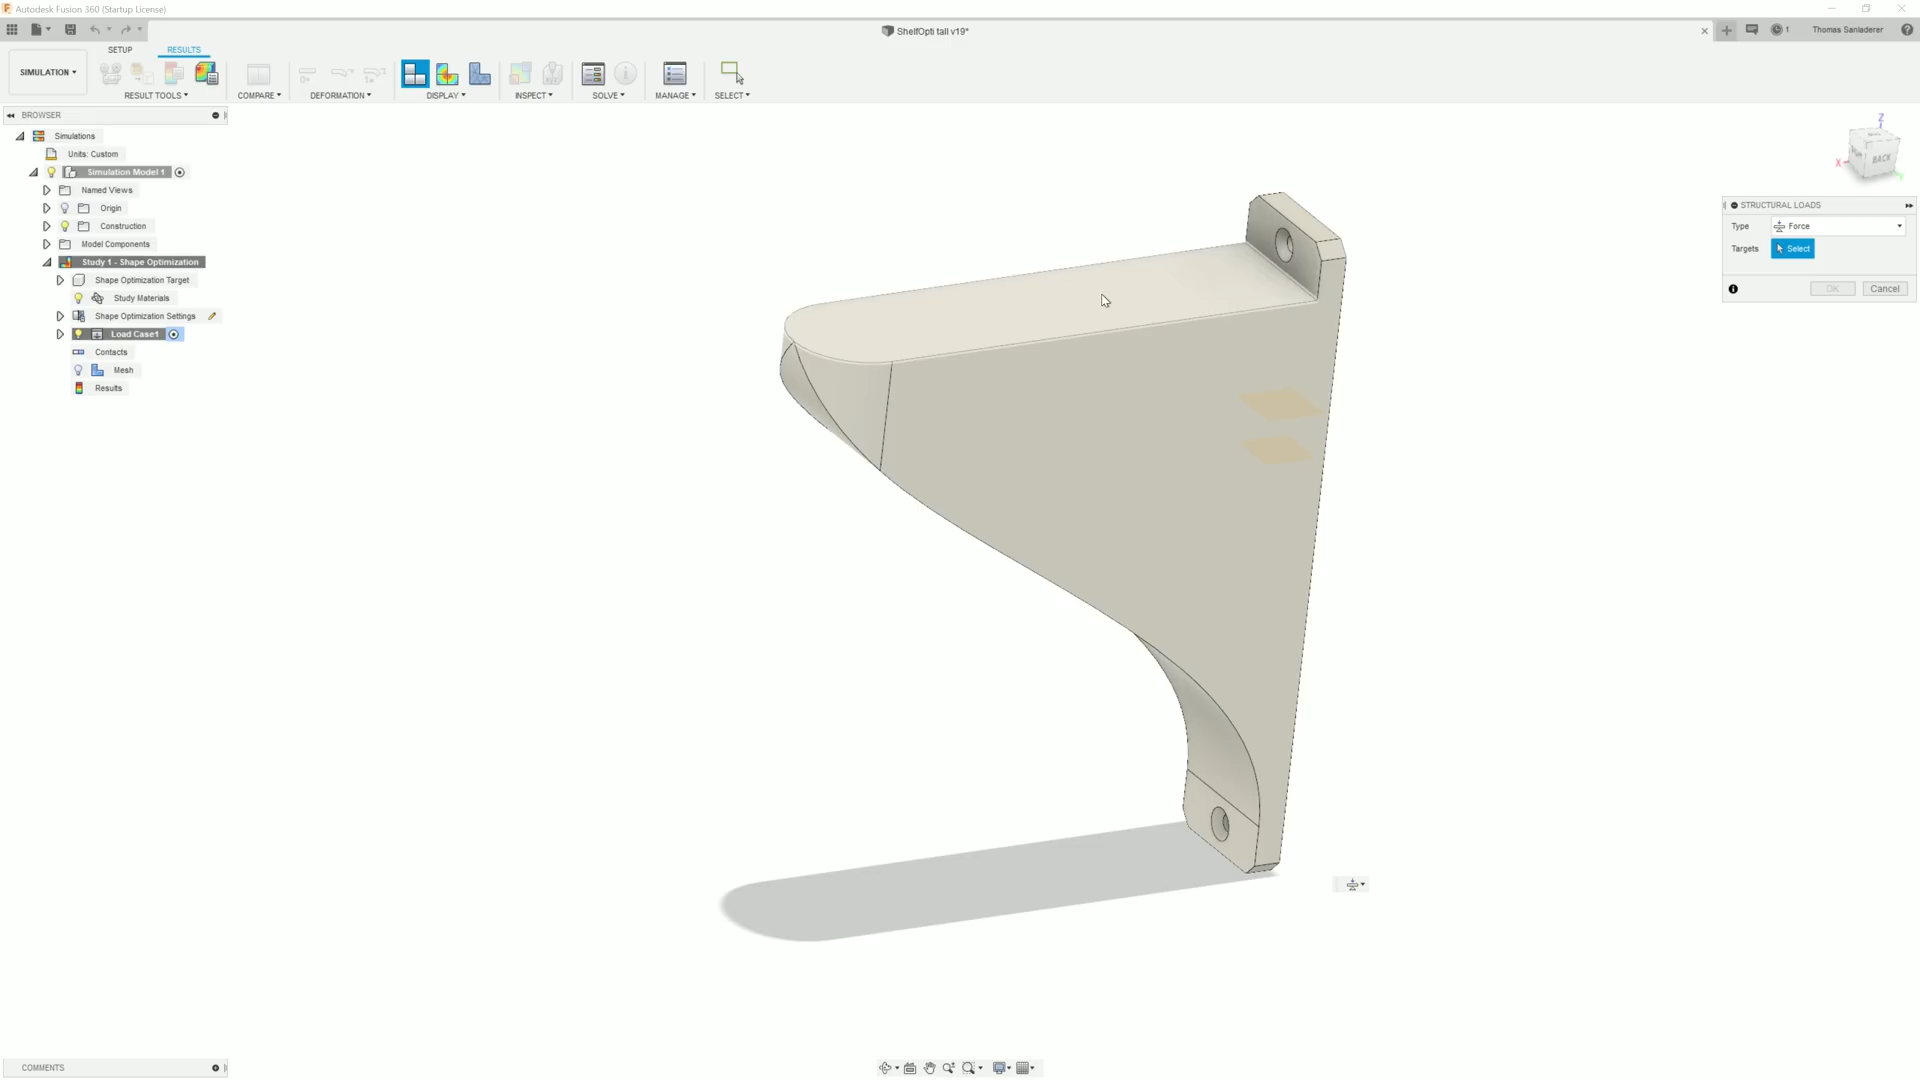 Autodesk Fusion 360 (Startup License)
ShelfOpti tall v19*
1
Thomas Sanladerer
SETUP
RESULTS
SIMULATION
RESULT TOOLS
COMPARE
DEFORMATION
DISPLAY
INSPECT
SOLVE
MANAGE
SELECT
BROWSER
Simulations
Units: Custom
Simulation Model 1
Named Views
Origin
Construction
Model Components
Study 1 - Shape Optimization
Shape Optimization Target
Study Materials
Shape Optimization Settings
Load Case1
Contacts
Mesh
Results
Z
X
BACK
STRUCTURAL LOADS
Type
Force
Targets
Select
OK
Cancel
COMMENTS